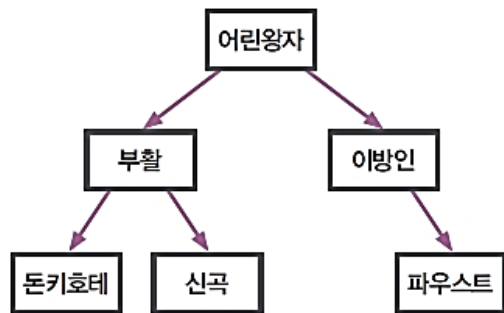 어린왕자
부활
이방인
돈키호테
신곡
파우스트